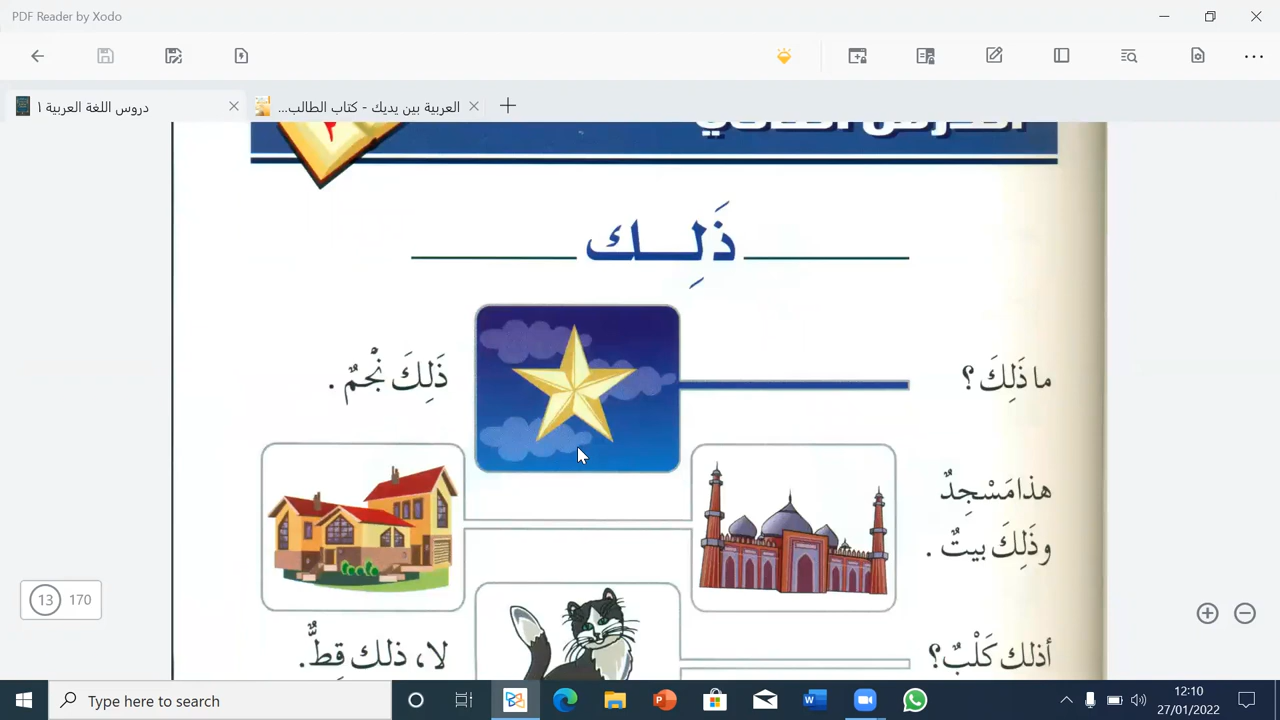 PDF Reader by Xodo
دروس اللغة العربية ١
العربية بين يديك - كتاب الطالب...
ذَلِـــك
ما ذَلِكَ ؟
ذَلِكَ نَجْمٌ .
هذا مَسْجِدٌ
وذَلِكَ بيتٌ .
أذلك كَلْبٌ؟
لا، ذلك قِطٌّ.
13 170
Type here to search
12:10
27/01/2022